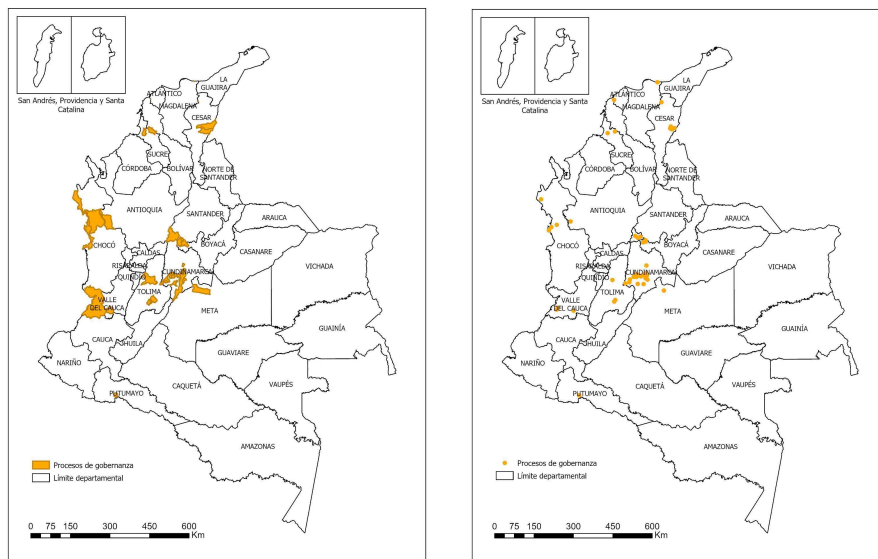 San Andrés, Providencia y Santa
Catalina
LA
GUAJIRA
ATLÁNTICO
MAGDALENA
CESAR
SUCRE
CÓRDOBA
BOLÍVAR
NORTE DE
SANTANDER
ANTIOQUIA
SANTANDER
ARAUCA
CHOCÓ
BOYACÁ
CASANARE
CALDAS
RISARALDA
CUNDINAMARCA
VICHADA
QUINDÍO
TOLIMA
VALLE
DEL CAUCA
META
GUAINÍA
CAUCA
HUILA
NARIÑO
GUAVIARE
CAQUETÁ
VAUPÉS
PUTUMAYO
AMAZONAS
Procesos de gobernanza
Límite departamental
0 75 150 300 450 600
Km
San Andrés, Providencia y Santa
Catalina
LA
GUAJIRA
ATLÁNTICO
MAGDALENA
CESAR
SUCRE
CÓRDOBA
BOLÍVAR
NORTE DE
SANTANDER
ANTIOQUIA
SANTANDER
ARAUCA
CHOCÓ
BOYACÁ
CASANARE
CALDAS
RISARALDA
CUNDINAMARCA
VICHADA
QUINDÍO
TOLIMA
VALLE
DEL CAUCA
META
GUAINÍA
CAUCA
HUILA
NARIÑO
GUAVIARE
CAQUETÁ
VAUPÉS
PUTUMAYO
AMAZONAS
Procesos de gobernanza
Límite departamental
0 75 150 300 450 600
Km